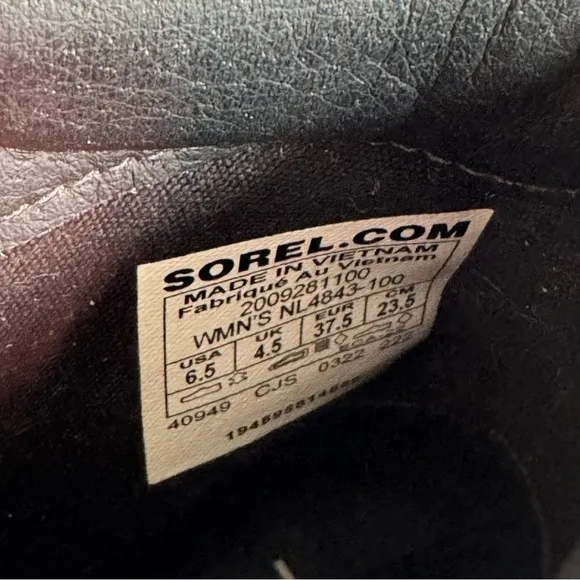 SOREL.COM
MADE IN VIETNAM
Fabriqué Au Vietnam
2009281100
WMN'S NL4843-100
USA UK EUR CM
6.5 4.5 37.5 23.5
40949 CJS 0322 222